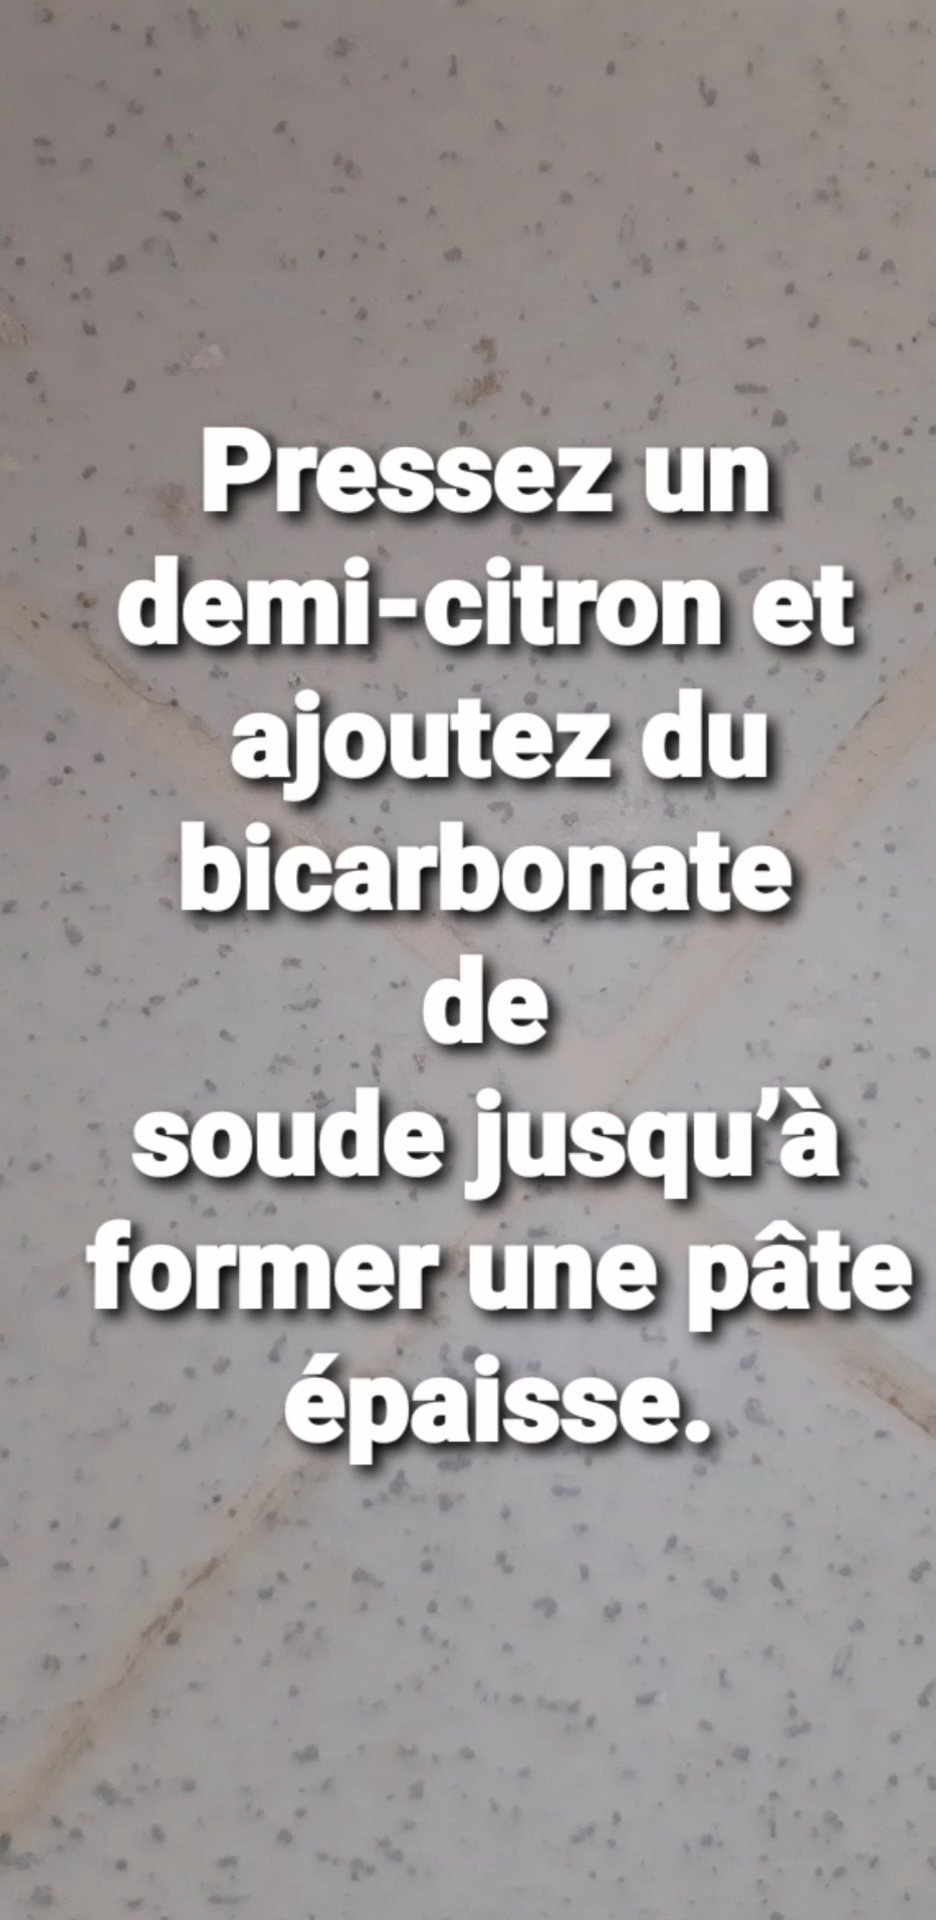 Pressez un
demi-citron et
ajoutez du
bicarbonate
de
soude jusqu’à
former une pâte
épaisse.